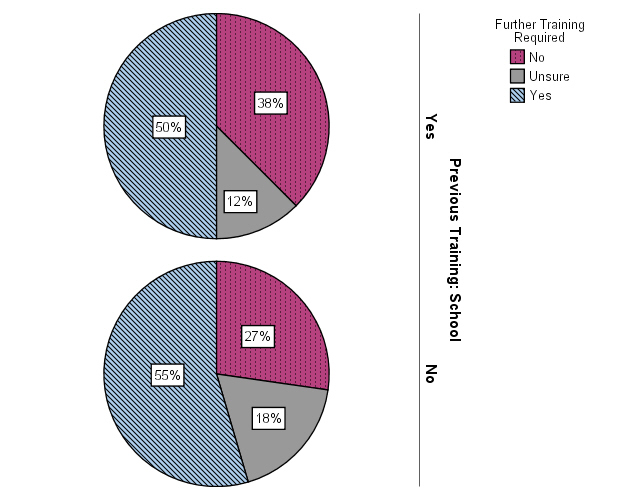 Further Training
Required
No
Unsure
Yes
38%
50%
12%
Yes
27%
55%
18%
No
Previous Training: School